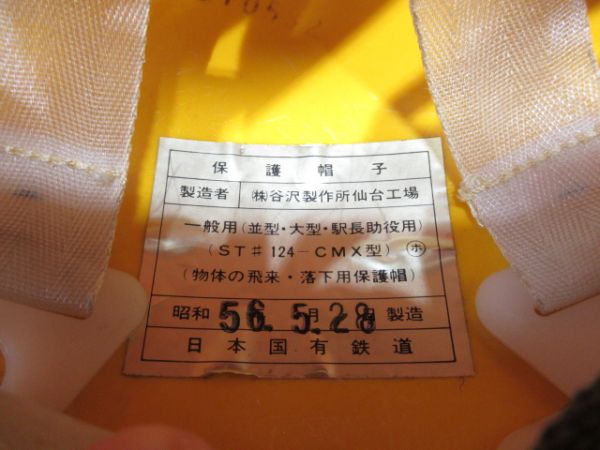 保護帽子
製造者 ㈱谷沢製作所仙台工場
一般用(並型・大型・駅長助役用)
(ST♯124-CMX型)㋭
(物体の飛来・落下用保護帽)
昭和56.5月28日製造
日本国有鉄道